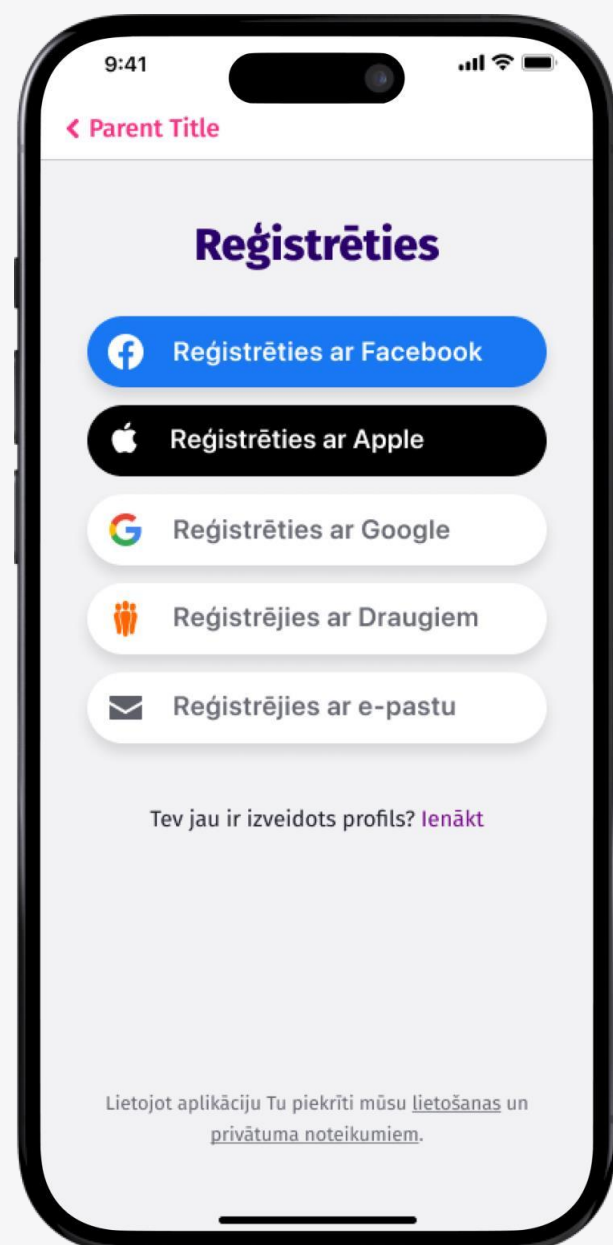 9:41
Parent Title
Reģistrēties
Reģistrēties ar Facebook
Reģistrēties ar Apple
Reģistrēties ar Google
Reģistrējies ar Draugiem
Reģistrējies ar e-pastu
Tev jau ir izveidots profils? Ienākt
Lietojot aplikāciju Tu piekrīti mūsu lietošanas un
privātuma noteikumiem.